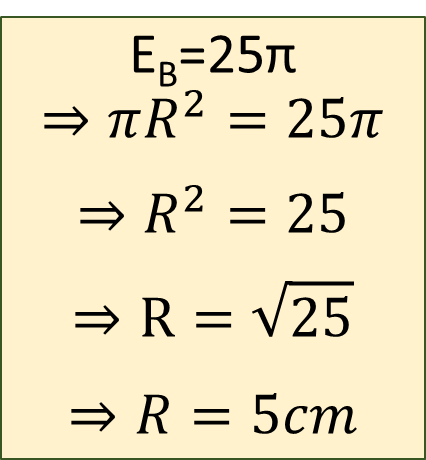 E_B=25π
⇒ πR² = 25π
⇒ R² = 25
⇒ R = √25
⇒ R = 5cm